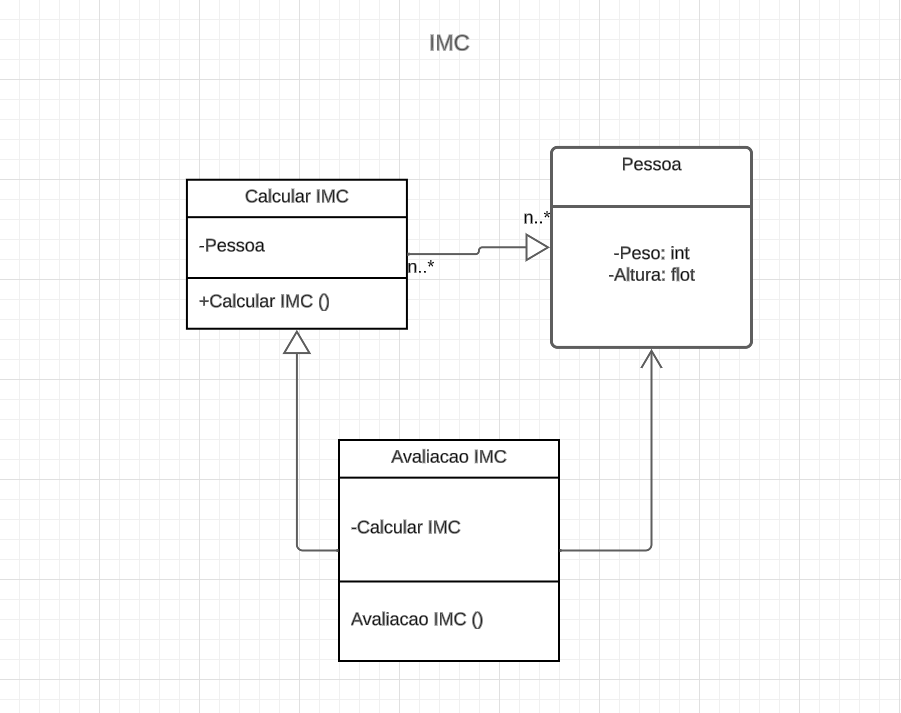 IMC
Calcular IMC
-Pessoa
+Calcular IMC ()
n..*
n..*
Pessoa
-Peso: int
-Altura: flot
Avaliacao IMC
-Calcular IMC
Avaliacao IMC ()